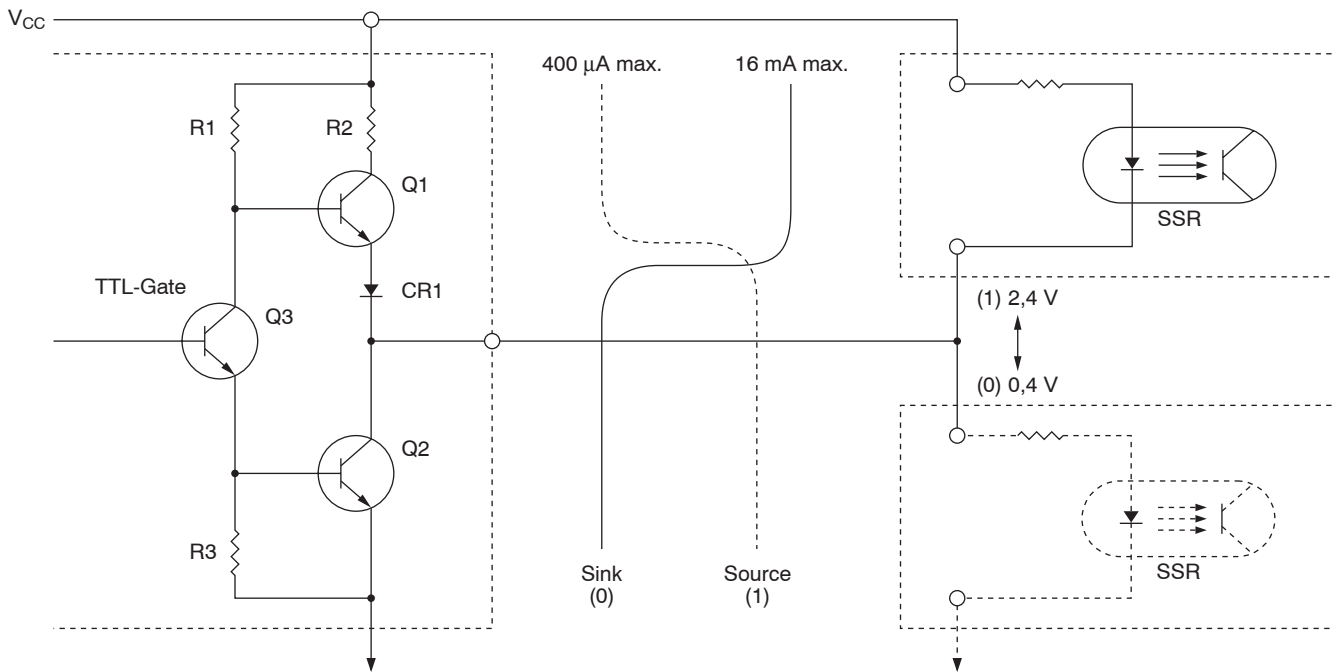 VCC
400 μA max.
16 mA max.
R1
R2
Q1
SSR
TTL-Gate
CR1
Q3
(1) 2,4 V
(0) 0,4 V
Q2
R3
Sink
(0)
Source
(1)
SSR